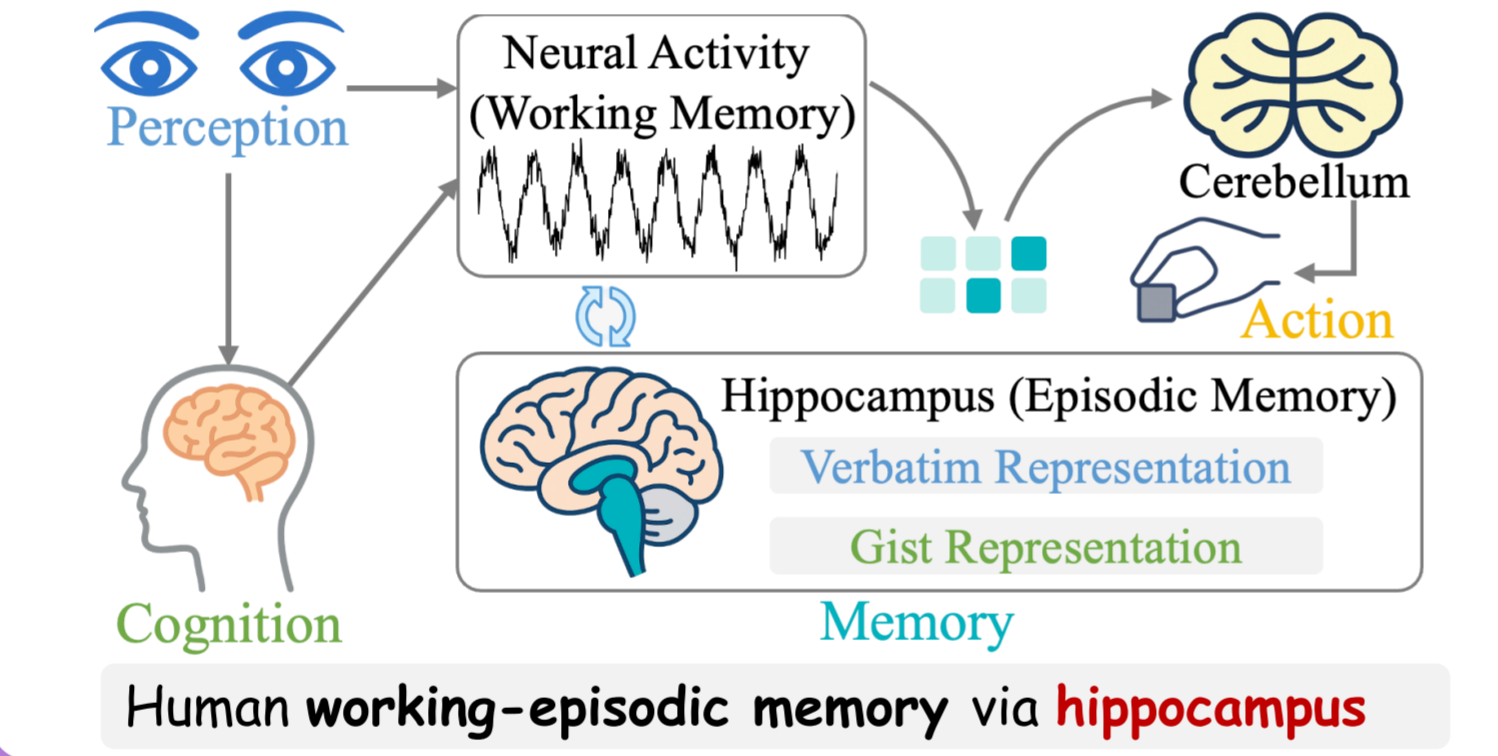 Perception
Neural Activity
(Working Memory)
Cerebellum
Action
Hippocampus (Episodic Memory)
Verbatim Representation
Gist Representation
Cognition
Memory
Human working-episodic memory via hippocampus